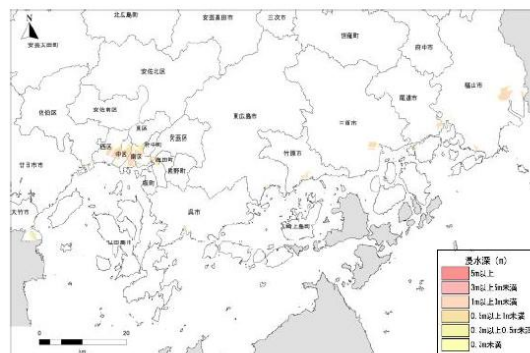 N
北広島町
安芸高田市
三次市
世羅町
府中市
安芸太田町
安佐北区
福山市
佐伯区
安佐南区
東広島市
尾道市
三原市
東区
安芸区
西区
中区
南区
府中町
海田町
竹原市
熊野町
坂町
廿日市市
大竹市
呉市
江田島市
大崎上島町
浸水深（m）
5m以上
3m以上5m未満
1m以上3m未満
0.5m以上1m未満
0.3m以上0.5m未満
0.3m未満
0
10
20
km